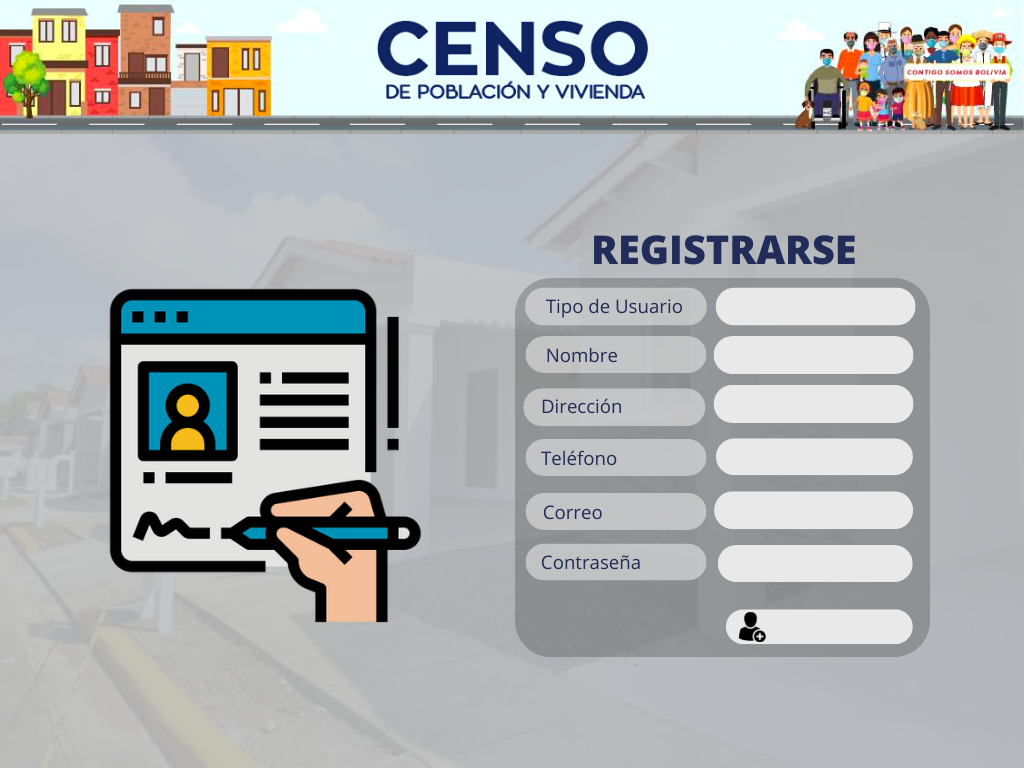 CENSO
DE POBLACIÓN Y VIVIENDA
CONTIGO SOMOS BOLIVIA
REGISTRARSE
Tipo de Usuario
Nombre
Dirección
Teléfono
Correo
Contraseña